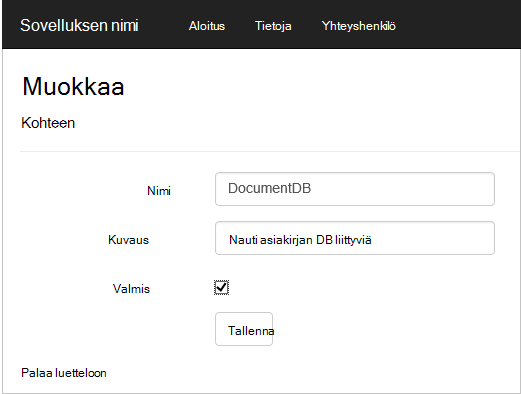 Sovelluksen nimi Aloitus Tietoja Yhteyshenkilö
Muokkaa
Kohteen
Nimi DocumentDB
Kuvaus Nauti asiakirjan DB liittyviä
Valmis
Tallenna
Palaa luetteloon